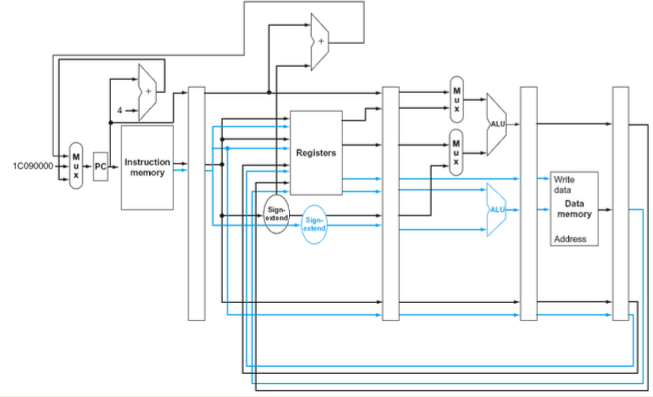 +
+
4
1C090000
M
u
x
PC
Instruction
memory
Registers
Sign-
extend
Sign-
extend
M
u
x
M
u
x
ALU
ALU
Write
data
Data
memory
Address